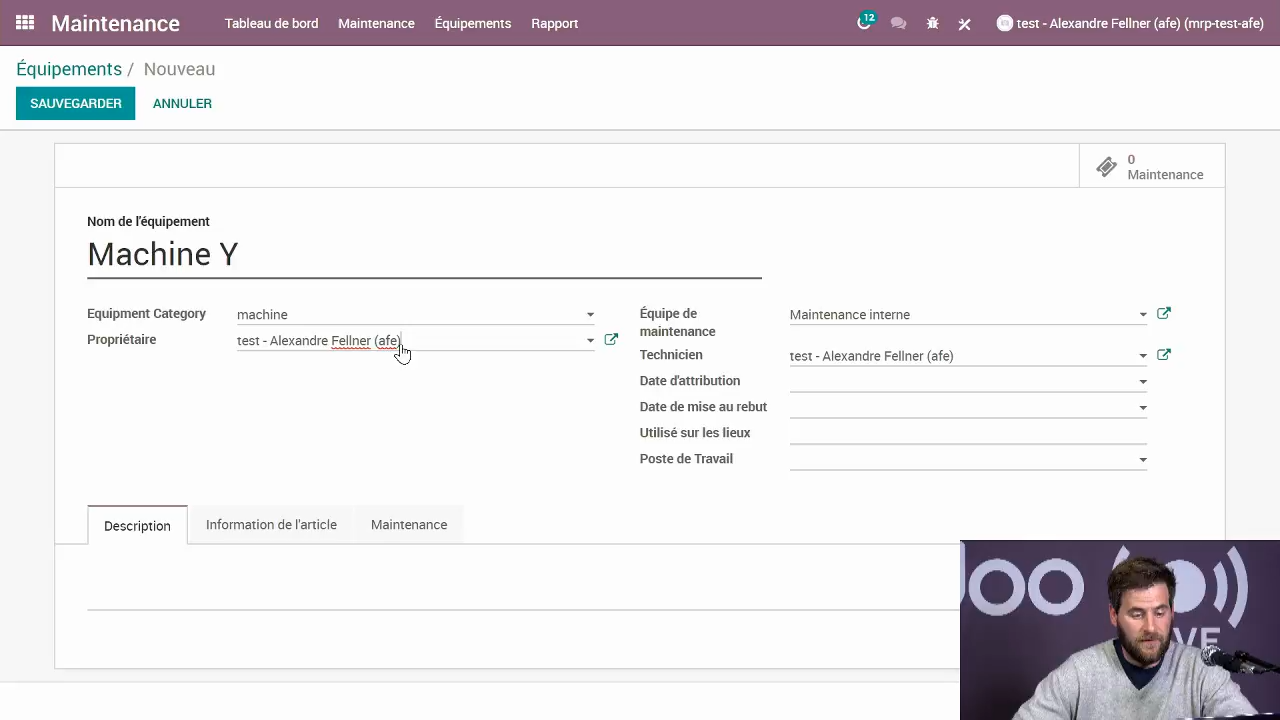 Maintenance Tableau de bord Maintenance Équipements Rapport 12 test - Alexandre Fellner (afe) (mrp-test-afe)
Équipements / Nouveau
SAUVEGARDER ANNULER
0
Maintenance
Nom de l'équipement
Machine Y
Equipment Category machine
Propriétaire test - Alexandre Fellner (afe)
Équipe de maintenance Maintenance interne
Technicien test - Alexandre Fellner (afe)
Date d'attribution
Date de mise au rebut
Utilisé sur les lieux
Poste de Travail
Description Information de l'article Maintenance